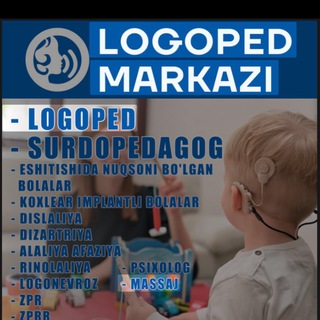 LOGOPED
MARKAZI
- LOGOPED
- SURDOPEDAGOG
- ESHITISHIDA NUQSONI BO'LGAN
BOLALAR
- KOXLEAR IMPLANTLI BOLALAR
- DISLALIYA
- DIZARTRIYA
- ALALIYA AFAZIYA
- RINOLALIYA - PSIXOLOG
- LOGONEVROZ - MASSAJ
- ZPR
- ZPRR